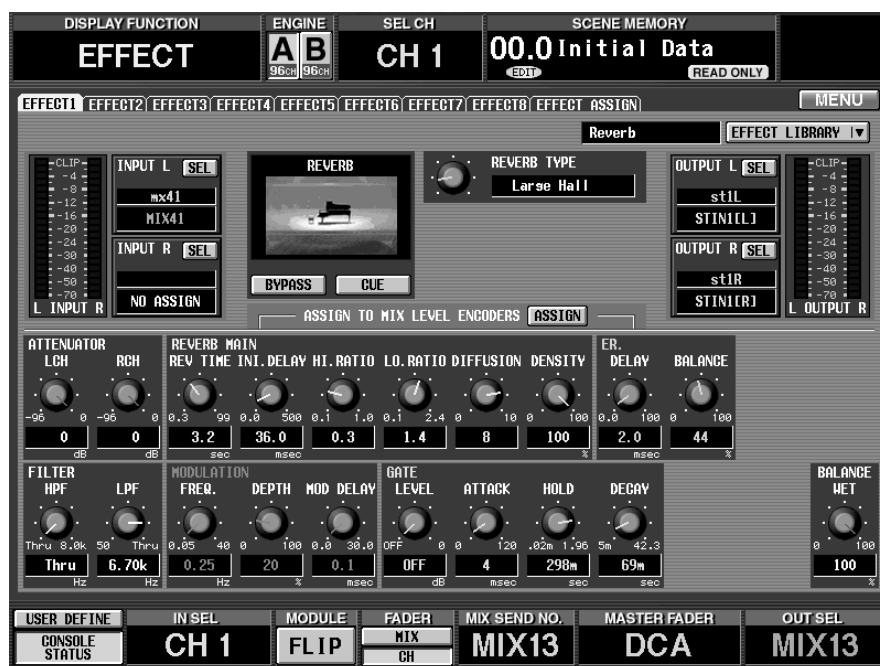 DISPLAY FUNCTION ENGINE SEL CH SCENE MEMORY
EFFECT A B CH 1 00.0 Initial Data
96CH 96CH EDIT READ ONLY
EFFECT1 EFFECT2 EFFECT3 EFFECT4 EFFECT5 EFFECT6 EFFECT7 EFFECT8 EFFECT ASSIGN MENU
Reverb EFFECT LIBRARY
CLIP INPUT L SEL REVERB REVERB TYPE OUTPUT L SEL CLIP
-4 -4
-8 -8
-12 mx41 Large Hall st1L -12
-16 MIX41 STIN1[L] -16
-20 -20
-24 INPUT R SEL OUTPUT R SEL -24
-30 -30
-40 -40
-50 BYPASS CUE st1R -50
-70 NO ASSIGN STIN1[R] -70
L INPUT R L OUTPUT R
ASSIGN TO MIX LEVEL ENCODERS ASSIGN
ATTENUATOR REVERB MAIN ER.
LCH RCH REV TIME INI.DELAY HI.RATIO LO.RATIO DIFFUSION DENSITY DELAY BALANCE
-96 0 -96 0 0.3 99 0.0 500 0.1 1.0 0.1 2.4 0 10 0 100 0.0 100 0 100
0 0 3.2 36.0 0.3 1.4 8 100 2.0 44
dB dB sec msec % msec %
FILTER MODULATION GATE BALANCE
HPF LPF FREQ. DEPTH MOD DELAY LEVEL ATTACK HOLD DECAY WET
Thru 8.0k 50 Thru 0.05 40 0 100 0.0 30.0 OFF 0 0 120 .02m 1.96 5m 42.3 0 100
Thru 6.70k 0.25 20 0.1 OFF 4 298m 69m 100
Hz Hz Hz % msec dB msec sec sec %
USER DEFINE IN SEL MODULE FADER MIX SEND NO. MASTER FADER OUT SEL
CONSOLE STATUS CH 1 FLIP MIX CH MIX13 DCA MIX13